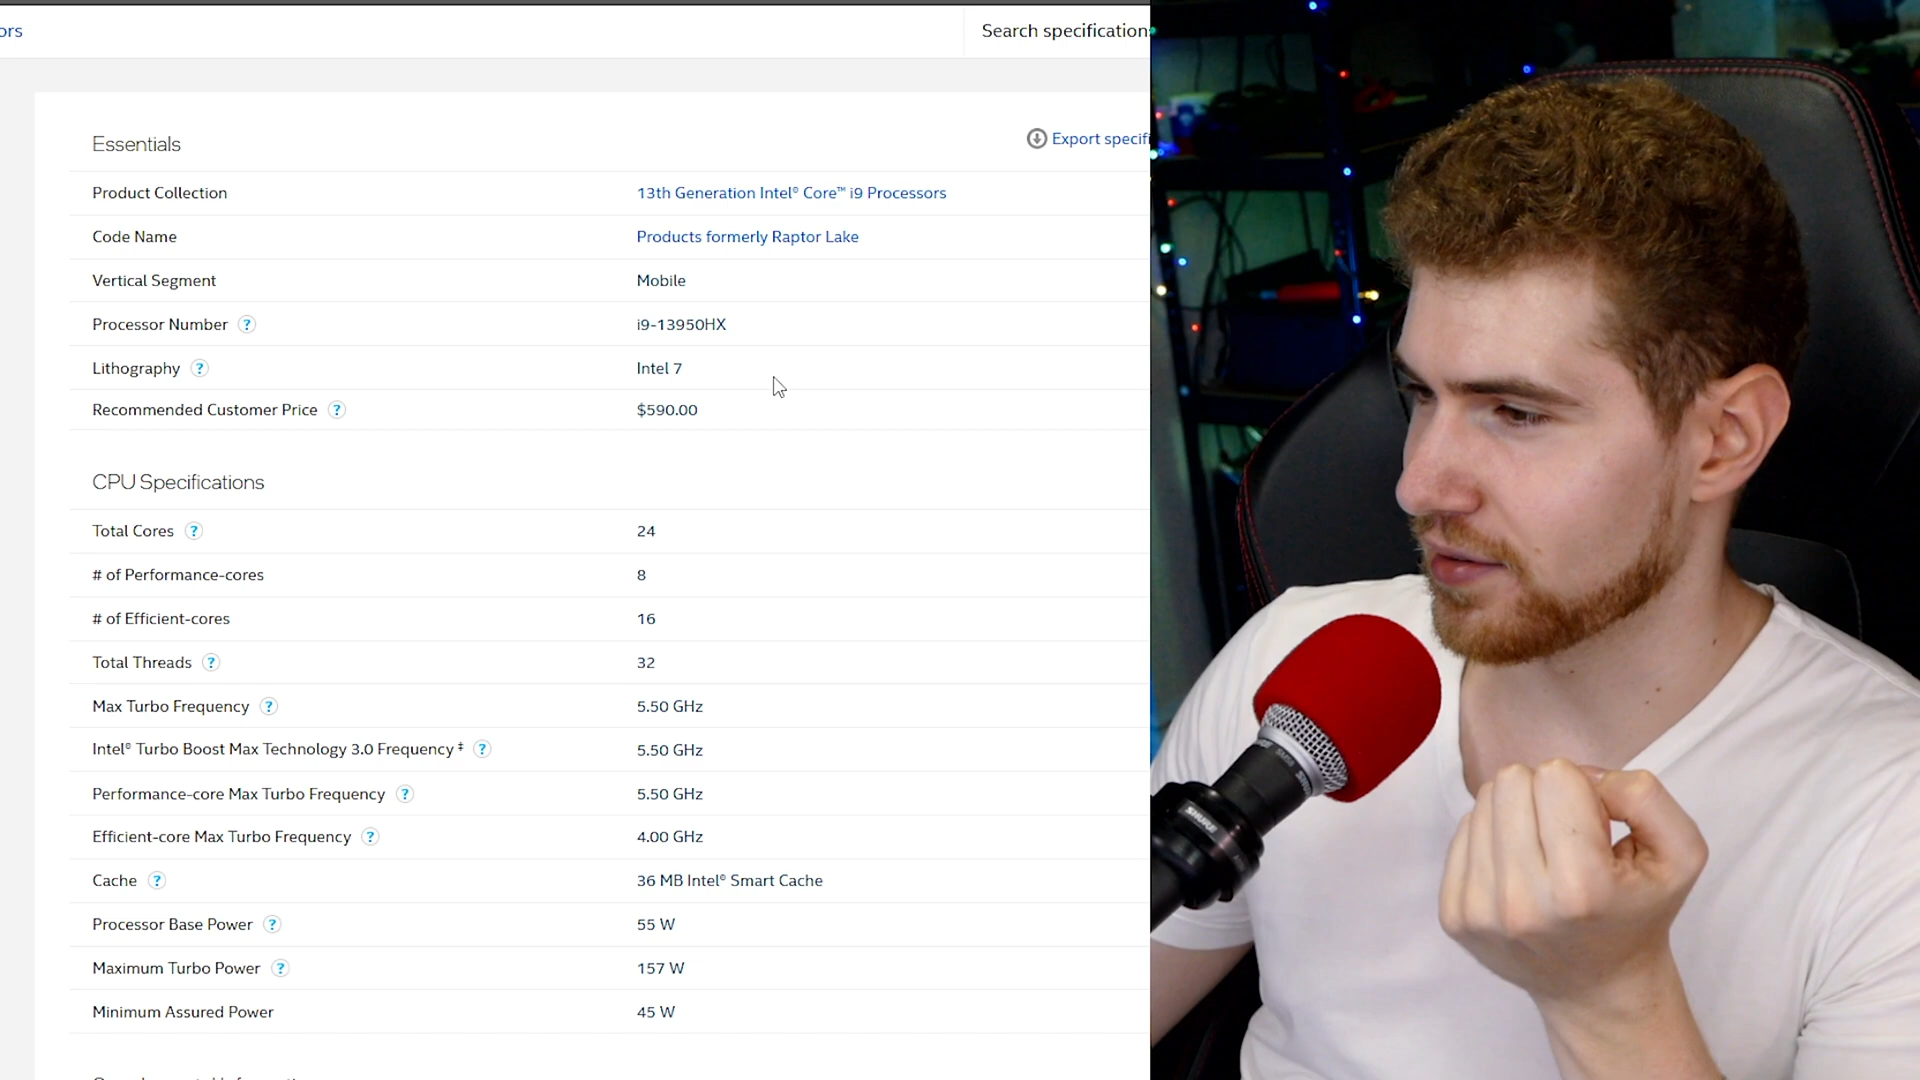 ors
Search specification
Essentials
Export specifi
Product Collection 13th Generation Intel® Core™ i9 Processors
Code Name Products formerly Raptor Lake
Vertical Segment Mobile
Processor Number ? i9-13950HX
Lithography ? Intel 7
Recommended Customer Price ? $590.00
CPU Specifications
Total Cores ? 24
# of Performance-cores 8
# of Efficient-cores 16
Total Threads ? 32
Max Turbo Frequency ? 5.50 GHz
Intel® Turbo Boost Max Technology 3.0 Frequency ‡ ? 5.50 GHz
Performance-core Max Turbo Frequency ? 5.50 GHz
Efficient-core Max Turbo Frequency ? 4.00 GHz
Cache ? 36 MB Intel® Smart Cache
Processor Base Power ? 55 W
Maximum Turbo Power ? 157 W
Minimum Assured Power 45 W
SHURE